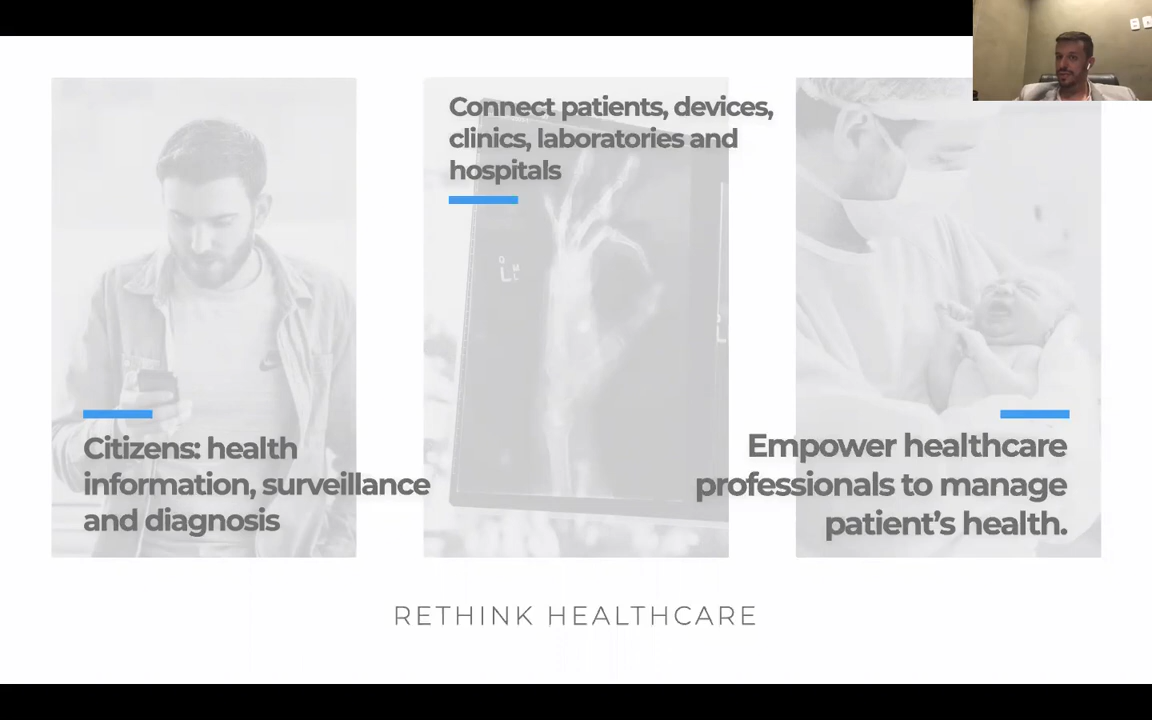 Connect patients, devices,
clinics, laboratories and
hospitals
Citizens: health
information, surveillance
and diagnosis
Empower healthcare
professionals to manage
patient’s health.
RETHINK HEALTHCARE